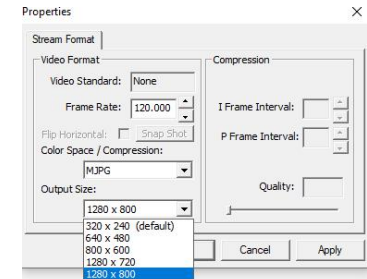 Properties
Stream Format
Video Format
Compression
Video Standard: None
Frame Rate: 120.000
I Frame Interval:
Flip Horizontal: Snap Shot
P Frame Interval:
Color Space / Compression:
MJPG
Output Size:
Quality:
1280 x 800
320 x 240 (default)
640 x 480
800 x 600
1280 x 720
1280 x 800
Cancel
Apply